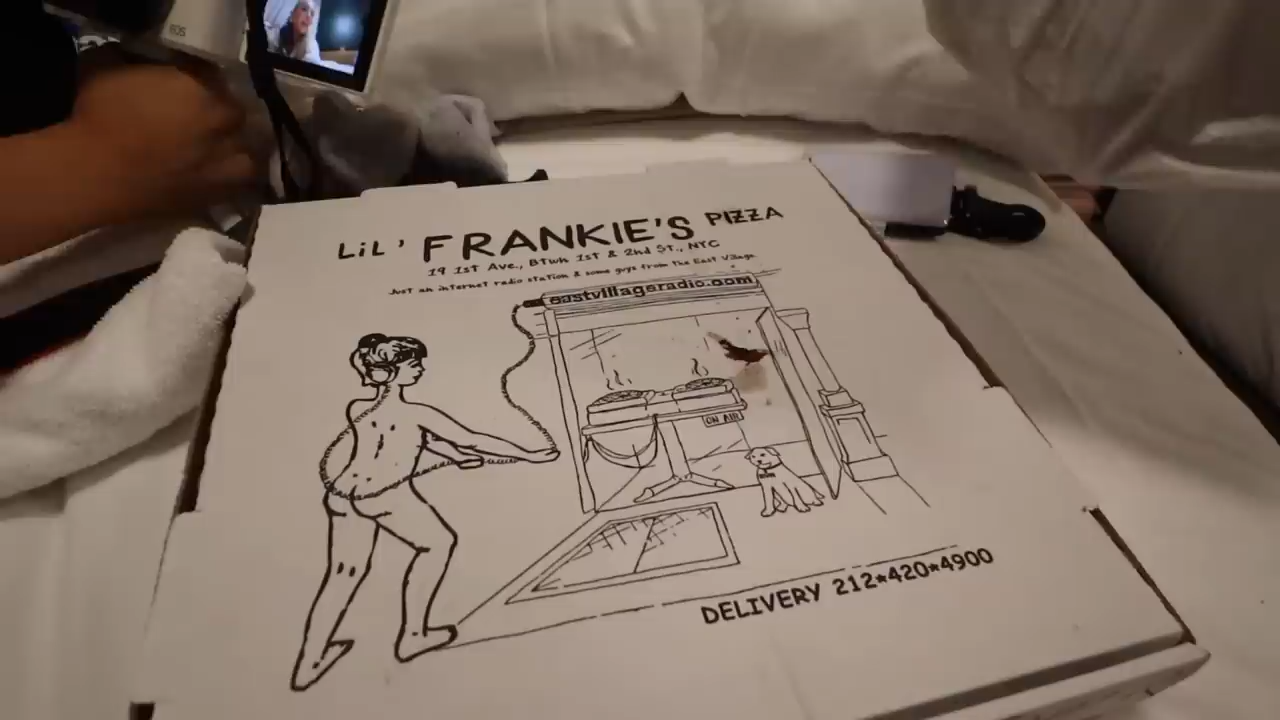 EOS
LiL' FRANKIE'S PIZZA
19 1st Ave., Btwn 1st & 2nd St., NYC
Just an internet radio station & some guys from the East Village
eastvillageradio.com
ON AIR
DELIVERY 212*420*4900